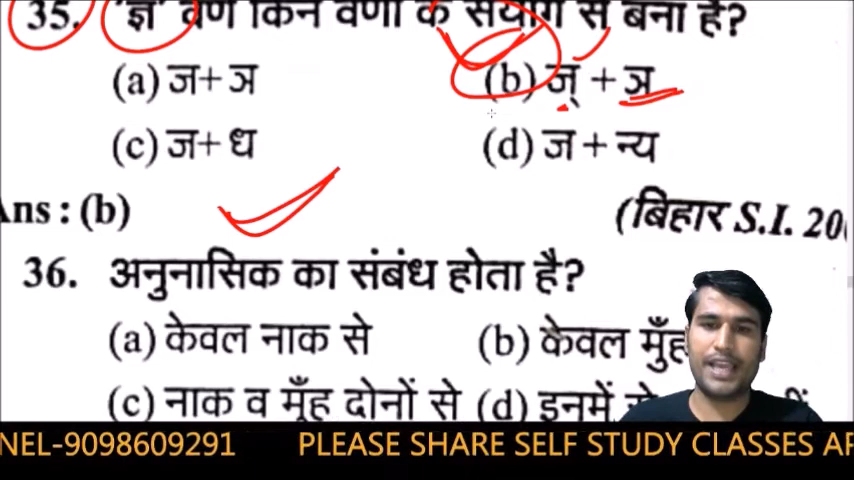 35. 'ज्ञ' वर्ण किन वर्णों के संयोग से बना है?
(a) ज+ ञ (b) ज् + ञ
(c) ज+ ध (d) ज + न्य
Ans : (b) (बिहार S.I. 20
36. अनुनासिक का संबंध होता है?
(a) केवल नाक से (b) केवल मुँह
(c) नाक व मुँह दोनों से (d) इनमें
NEL-9098609291 PLEASE SHARE SELF STUDY CLASSES AP